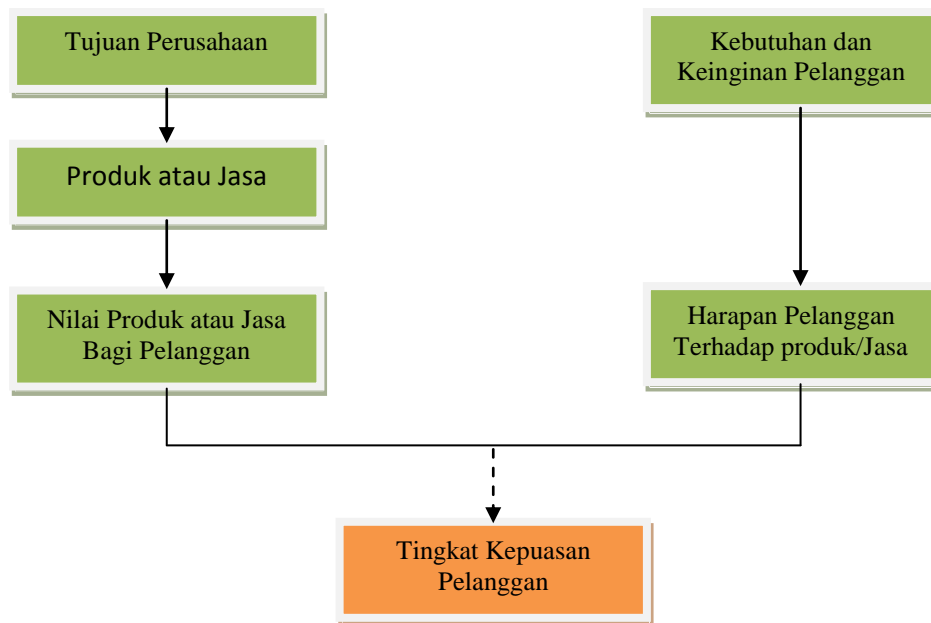 Tujuan Perusahaan
Kebutuhan dan
Keinginan Pelanggan
Produk atau Jasa
Nilai Produk atau Jasa
Bagi Pelanggan
Harapan Pelanggan
Terhadap produk/Jasa
Tingkat Kepuasan
Pelanggan